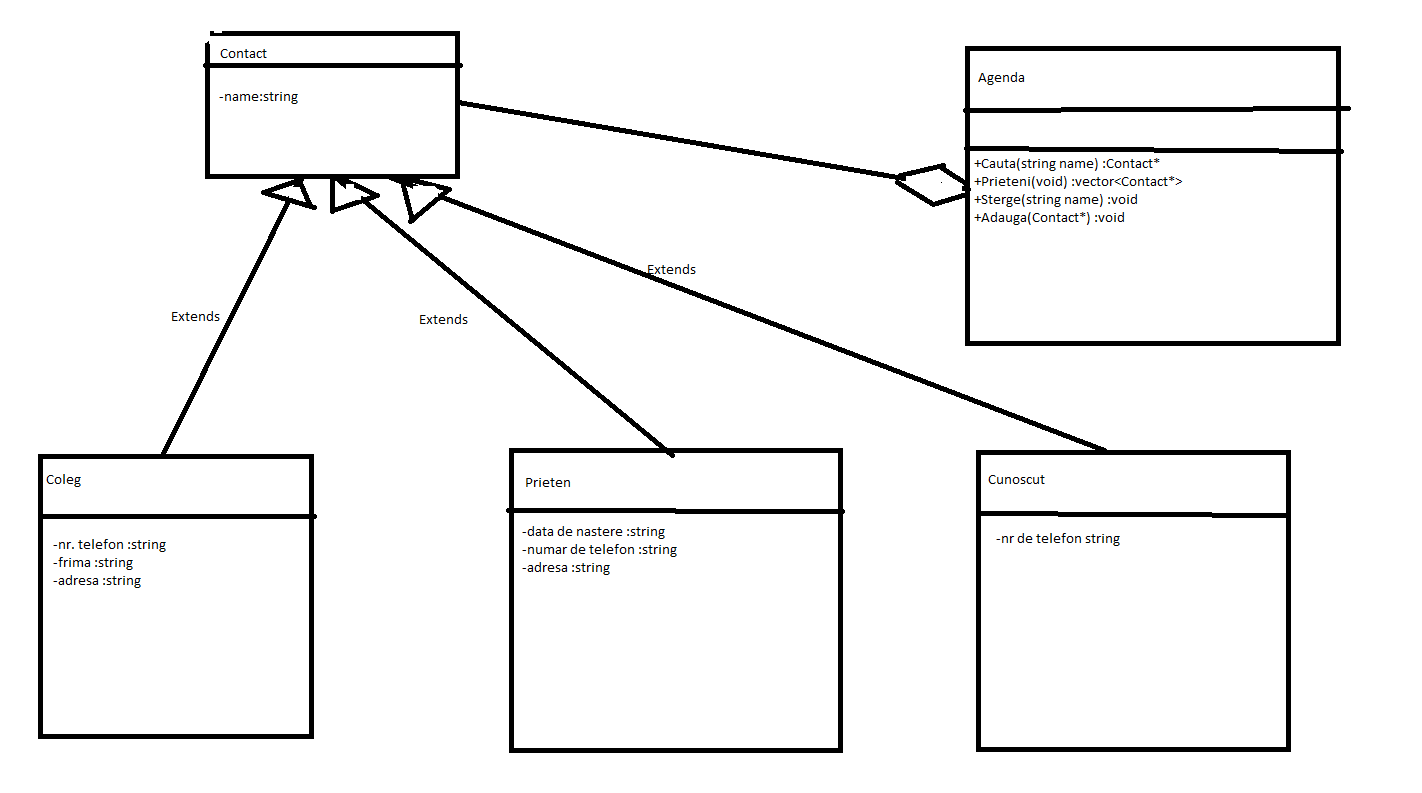 Contact
-name:string
Agenda
+Cauta(string name) :Contact*
+Prieteni(void) :vector<Contact*>
+Sterge(string name) :void
+Adauga(Contact*) :void
Extends
Extends
Extends
Coleg
-nr. telefon :string
-frima :string
-adresa :string
Prieten
-data de nastere :string
-numar de telefon :string
-adresa :string
Cunoscut
-nr de telefon string